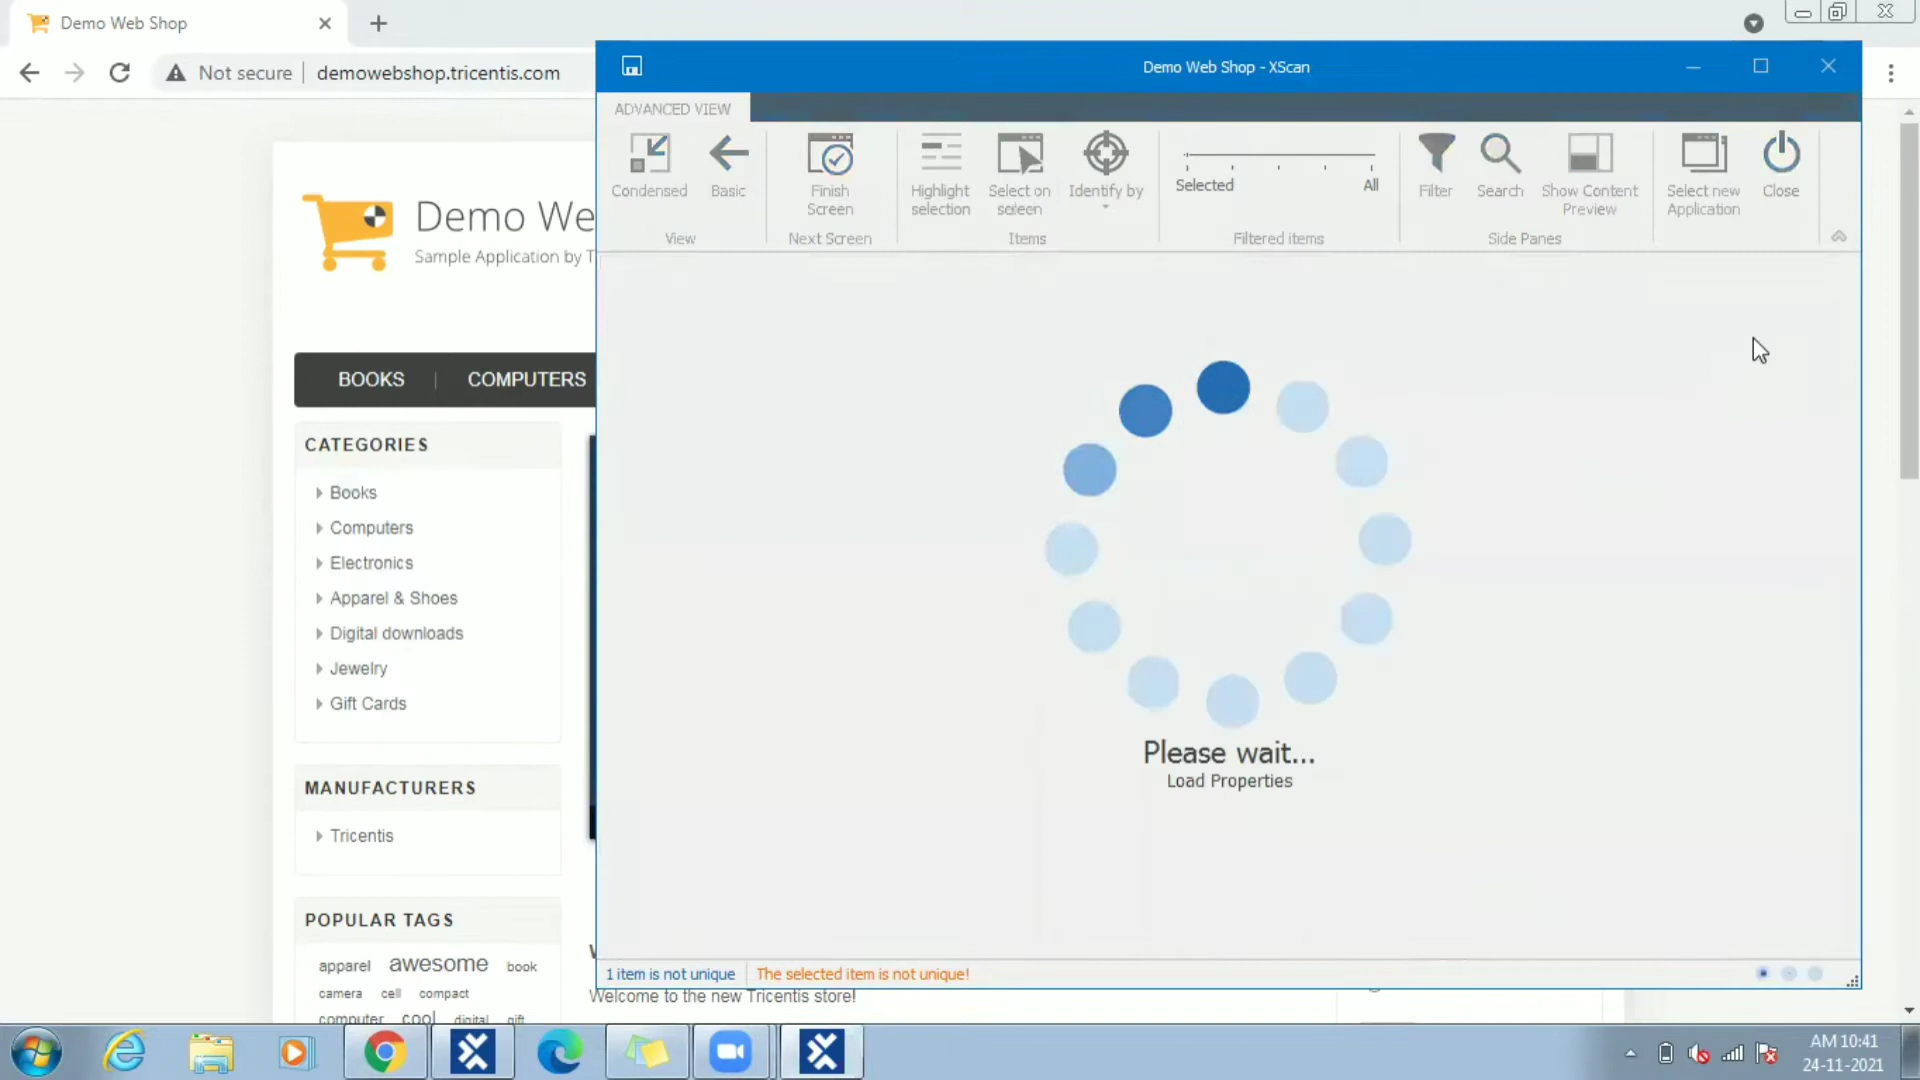 Demo Web Shop
Not secure
demowebshop.tricentis.com
Demo Web Shop - XScan
ADVANCED VIEW
Condensed
Basic
Finish
Screen
Highlight
selection
Select on
screen
Identify by
Selected
All
Filter
Search
Show Content
Preview
Select new
Application
Close
View
Next Screen
Items
Filtered items
Side Panes
Demo We
Sample Application by T
BOOKS
COMPUTERS
CATEGORIES
Books
Computers
Electronics
Apparel & Shoes
Digital downloads
Jewelry
Gift Cards
MANUFACTURERS
Tricentis
POPULAR TAGS
apparel awesome book
camera cell compact
computer cool digital gift
Please wait...
Load Properties
1 item is not unique
The selected item is not unique!
Welcome to the new Tricentis store!
AM 10:41
24-11-2021